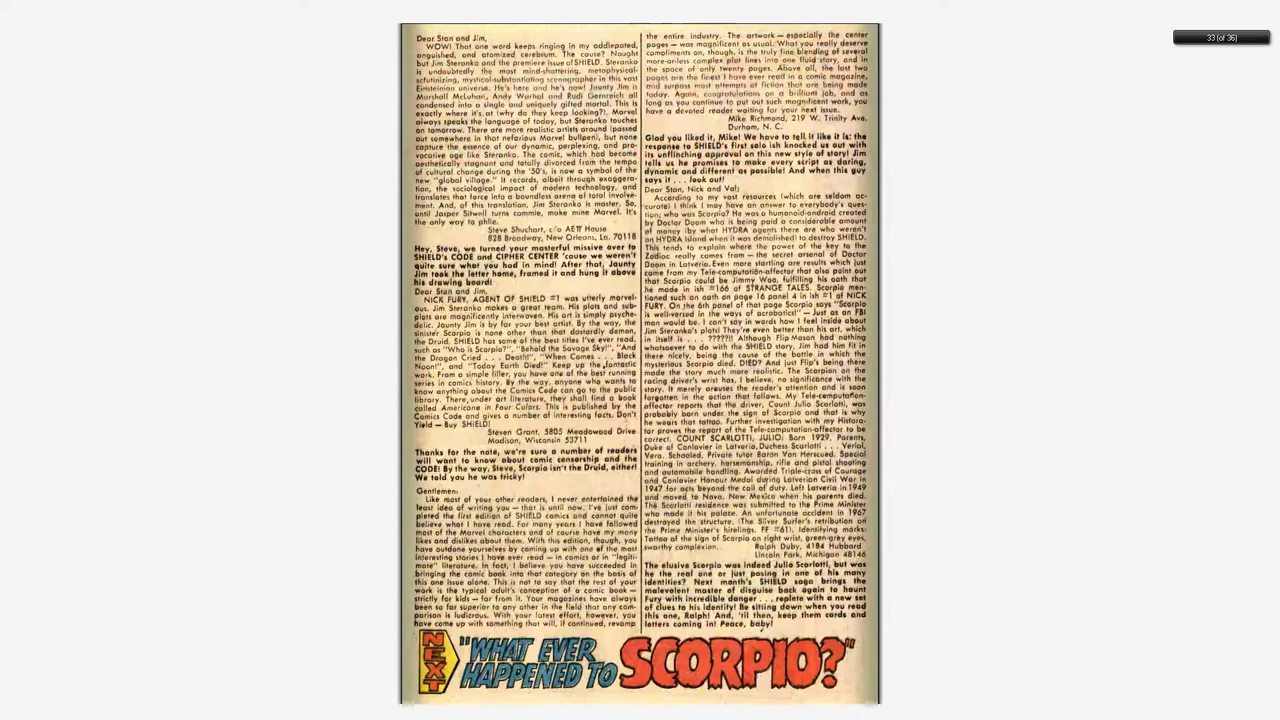 33 (of 36)
Dear Stan and Jim,
WOW! That one word keeps ringing in my addlepated,
anguished, and atomized cerebrum. The cause? Naught
but Jim Steranko and the premiere issue of SHIELD. Steranko
is undoubtedly the most mind-shattering, metaphysical-
scrutinizing, mystical-substantiating scenographer in this vast
Einsteinian universe. He's here and he's now! Jaunty Jim is
Marshall McLuhan, Andy Warhol and Rudi Gernreich all
condensed into a single and uniquely gifted mortal. This is
exactly where it's at (why do they keep looking?). Marvel
always speaks the language of today, but Steranko touches
on tomorrow. There are more realistic artists around (passed
out somewhere in that nefarious Marvel bullpen), but none
capture the essence of our dynamic, perplexing, and pro-
vocative age like Steranko. The comic, which had become
aesthetically stagnant and totally divorced from the tempo
of cultural change during the '50's, is now a symbol of the
new "global village." It records, albeit through exaggera-
tion, the sociological impact of modern technology, and
translates that force into a boundless arena of total involve-
ment. And, of this translation, Jim Steranko is master. So,
until Jasper Sitwell turns commie, make mine Marvel. It's
the only way to phlie.
Steve Shuchart, c/o AEΠ House
828 Broadway, New Orleans, La. 70118
Hey, Steve, we turned your masterful missive over to
SHIELD's CODE and CIPHER CENTER 'cause we weren't
quite sure what you had in mind! After that, Jaunty
Jim took the letter home, framed it and hung it above
his drawing board!
Dear Stan and Jim,
NICK FURY, AGENT OF SHIELD #1 was utterly marvel-
ous. Jim Steranko makes a great team. His plots and sub-
plots are magnificently interwoven. His art is simply psyche-
delic. Jaunty Jim is by far your best artist. By the way, the
sinister Scorpio is none other than that dastardly demon,
the Druid. SHIELD has some of the best titles I've ever read,
such as "Who is Scorpio?", "Behold the Savage Sky!", "And
the Dragon Cried . . . Death!", "When Comes . . . Black
Noon!", and "Today Earth Died!" Keep up the fantastic
work. From a simple filler, you have one of the best running
series in comics history. By the way, anyone who wants to
know anything about the Comics Code can go to the public
library. There, under art literature, they shall find a book
called Americana in Four Colors. This is published by the
Comics Code and gives a number of interesting facts. Don't
Yield — Buy SHIELD!
Steven Grant, 5805 Meadowood Drive
Madison, Wisconsin 53711
Thanks for the note, we're sure a number of readers
will want to know about comic censorship and the
CODE! By the way, Steve, Scorpio isn't the Druid, either!
We told you he was tricky!
Gentlemen:
Like most of your other readers, I never entertained the
least idea of writing you — that is until now. I've just com-
pleted the first edition of SHIELD comics and cannot quite
believe what I have read. For many years I have followed
most of the Marvel characters and of course have my many
likes and dislikes about them. With this edition, though, you
have outdone yourselves by coming up with one of the most
interesting stories I have ever read — in comics or in "legiti-
mate" literature. In fact, I believe you have succeeded in
bringing the comic book into that category on the basis of
this one issue alone. This is not to say that the rest of your
work is the typical adult's conception of a comic book —
strictly for kids — far from it. Your magazines have always
been so far superior to any other in the field that any com-
parison is ludicrous. With your latest effort, however, you
have come up with something that will, if continued, revamp
the entire industry. The artwork — especially the center
pages — was magnificent as usual. What you really deserve
compliments on, though, is the truly fine blending of several
more-or-less complex plot lines into one fluid story, and in
the space of only twenty pages. Above all, the last two
pages are the finest I have ever read in a comic magazine,
and surpass most attempts of fiction that are being made
today. Again, congratulations on a brilliant job, and as
long as you continue to put out such magnificent work, you
have a devoted reader waiting for your next issue.
Mike Richmond, 219 W. Trinity Ave.
Durham, N. C.
Glad you liked it, Mike! We have to tell it like it is: the
response to SHIELD's first solo ish knocked us out with
its unflinching approval on this new style of story! Jim
tells us he promises to make every script as daring,
dynamic and different as possible! And when this guy
says it . . . look out!
Dear Stan, Nick and Val;
According to my vast resources (which are seldom ac-
curate) I think I may have an answer to everybody's ques-
tion; who was Scorpio? He was a humanoid-android created
by Doctor Doom who is being paid a considerable amount
of money (by what HYDRA agents there are who weren't
on HYDRA Island when it was demolished) to destroy SHIELD.
This tends to explain where the power of the key to the
Zodiac really comes from — the secret arsenal of Doctor
Doom in Latveria. Even more startling are results which just
came from my Tele-computation-affector that also point out
that Scorpio could be Jimmy Woo, fulfilling his oath that
he made in ish #166 of STRANGE TALES. Scorpio men-
tioned such an oath on page 16 panel 4 in ish #1 of NICK
FURY. On the 6th panel of that page Scorpio says "Scorpio
is well-versed in the ways of acrobatics!" — Just as an FBI
man would be. I can't say in words how I feel inside about
Jim Steranko's plots! They're even better than his art, which
in itself is . . . ?????!! Although Flip Mason had nothing
whatsoever to do with the SHIELD story, Jim had him fit in
there nicely, being the cause of the battle in which the
mysterious Scorpio died. DIED? And just Flip's being there
made the story much more realistic. The Scorpion on the
racing driver's wrist has, I believe, no significance with the
story. It merely arouses the reader's attention and is soon
forgotten in the action that follows. My Tele-computation-
affector reports that the driver, Count Julio Scarlotti, was
probably born under the sign of Scorpio and that is why
he wears that tattoo. Further investigation with my Histora-
tor proves the report of the Tele-computation-affector to be
correct. COUNT SCARLOTTI, JULIO: Born 1929, Parents,
Duke of Canlovier in Latveria, Duchess Scarlotti . . . Verlal,
Vera. Schooled, Private tutor Baron Von Herscued. Special
training in archery, horsemanship, rifle and pistol shooting
and automobile handling. Awarded Triple-cross of Courage
and Canlovier Honour Medal during Latverian Civil War in
1947 for acts beyond the call of duty. Left Latveria in 1949
and moved to Nova, New Mexico when his parents died.
The Scarlotti residence was submitted to the Prime Minister
who made it his palace. An unfortunate accident in 1967
destroyed the structure. (The Silver Surfer's retribution on
the Prime Minister's hirelings. FF #61). Identifying marks:
Tattoo of the sign of Scorpio on right wrist, green-grey eyes,
swarthy complexion.
Ralph Duby, 4184 Hubbard
Lincoln Park, Michigan 48146
The elusive Scorpio was indeed Julio Scarlotti, but was
he the real one or just posing in one of his many
identities? Next month's SHIELD saga brings the
malevolent master of disguise back again to haunt
Fury with incredible danger . . . replete with a new set
of clues to his identity! Be sitting down when you read
this one, Ralph! And, 'til then, keep them cards and
letters coming in! Peace, baby!
NEXT "WHAT EVER
HAPPENED TO SCORPIO?"